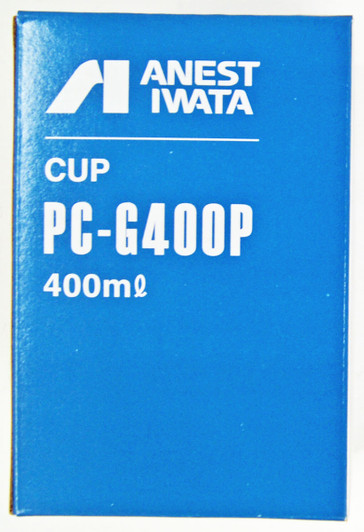 ANEST
IWATA
CUP
PC-G400P
400mℓ